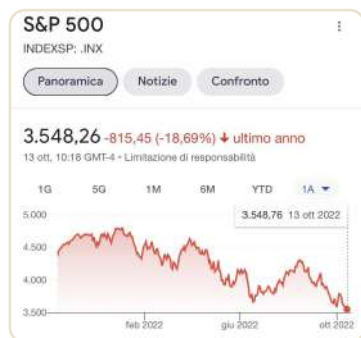 S&P 500
INDEXSP: .INX
Panoramica Notizie Confronto
3.548,26 -815,45 (-18,69%) ↓ ultimo anno
13 ott, 10:16 GMT-4 • Limitazione di responsabilità
1G 5G 1M 6M YTD 1A
3.548,76 13 ott 2022
5.000
4.500
4.000
3.500
feb 2022 giu 2022 ott 2022